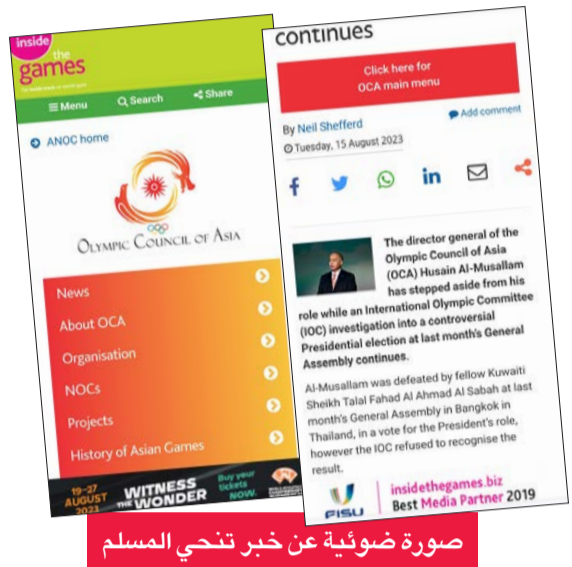 inside
the
games
Menu
Search
Share
ANOC home
OLYMPIC COUNCIL OF ASIA
News
About OCA
Organisation
NOCs
Projects
History of Asian Games
19-27
AUGUST
2023
WITNESS
THE WONDER
Buy your
tickets
NOW.
continues
Click here for
OCA main menu
By Neil Shefferd
Add comment
Tuesday, 15 August 2023
The director general of the
Olympic Council of Asia
(OCA) Husain Al-Musallam
has stepped aside from his
role while an International Olympic Committee
(IOC) investigation into a controversial
Presidential election at last month's General
Assembly continues.
Al-Musallam was defeated by fellow Kuwaiti
Sheikh Talal Fahad Al Ahmad Al Sabah at last
month's General Assembly in Bangkok in
Thailand, in a vote for the President's role,
however the IOC refused to recognise the
result.
FISU
insidethegames.biz
Best Media Partner 2019
صورة ضوئية عن خبر تنحي المسلم